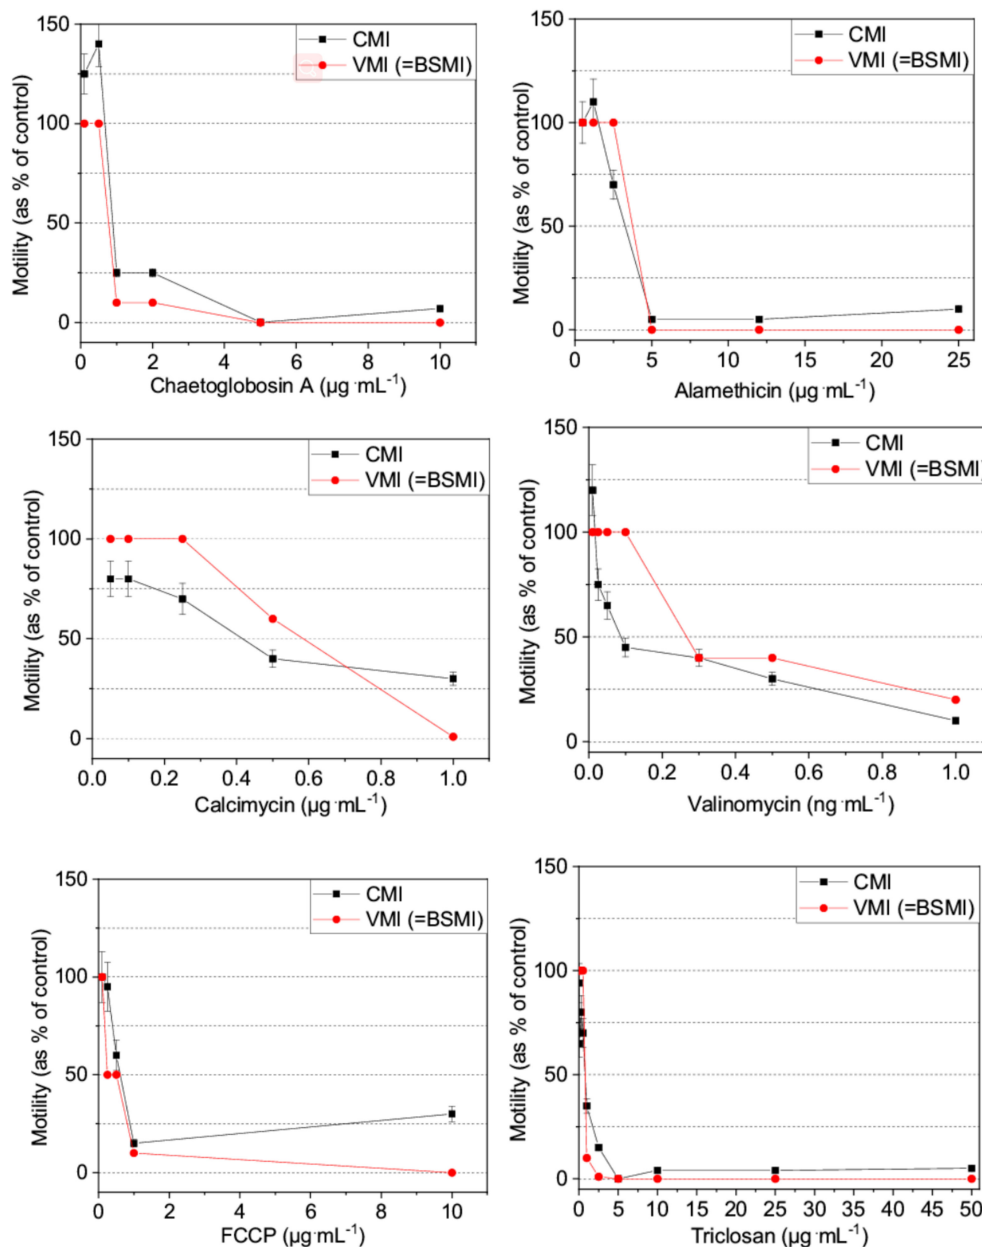 150
100
50
0
Motility (as % of control)
CMI
VMI (=BSMI)
0 2 4 6 8 10
Chaetoglobosin A (µg·mL⁻¹)
150
100
50
0
Motility (as % of control)
CMI
VMI (=BSMI)
0 5 10 15 20 25
Alamethicin (µg·mL⁻¹)
150
100
50
0
Motility (as % of control)
CMI
VMI (=BSMI)
0.0 0.2 0.4 0.6 0.8 1.0
Calcimycin (µg·mL⁻¹)
150
100
50
0
Motility (as % of control)
CMI
VMI (=BSMI)
0.0 0.2 0.4 0.6 0.8 1.0
Valinomycin (ng·mL⁻¹)
150
100
50
0
Motility (as % of control)
CMI
VMI (=BSMI)
0 2 4 6 8 10
FCCP (µg·mL⁻¹)
150
100
50
0
Motility (as % of control)
CMI
VMI (=BSMI)
0 5 10 15 20 25 30 35 40 45 50
Triclosan (µg·mL⁻¹)